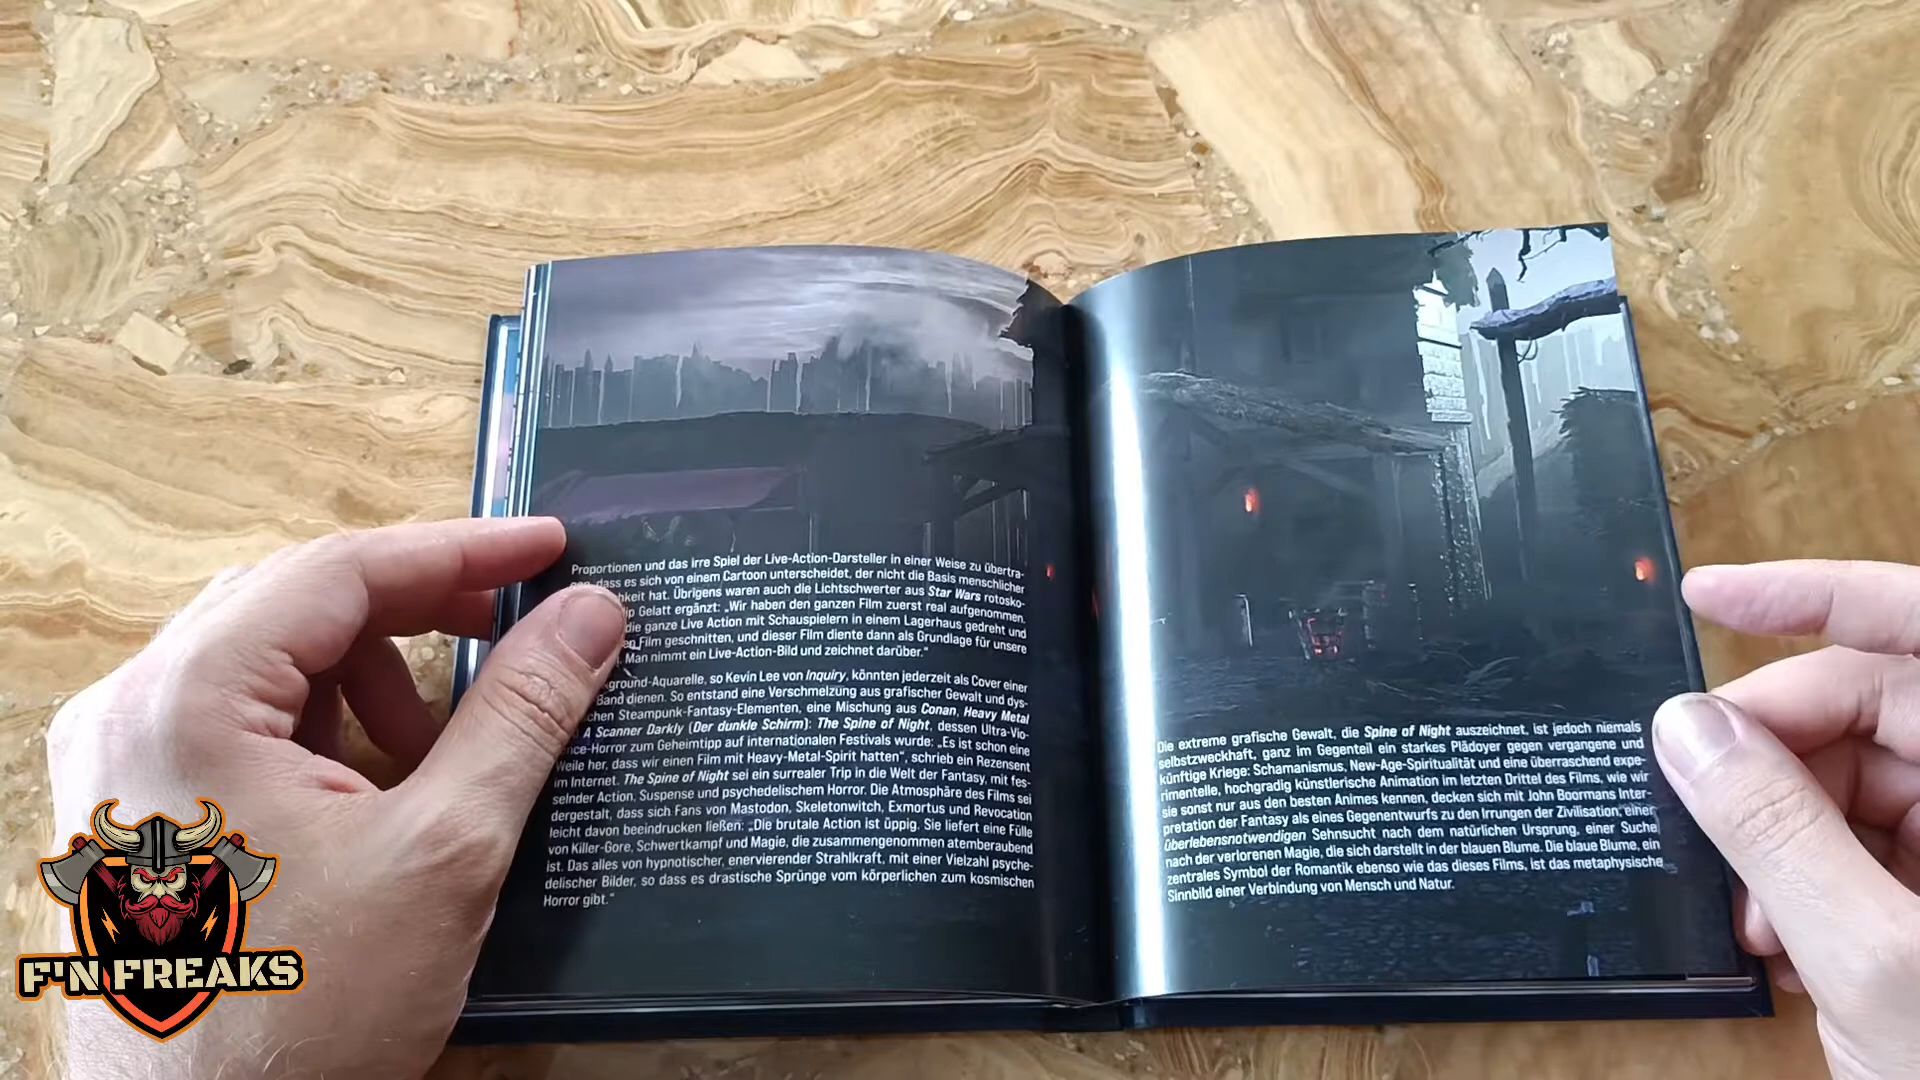 Proportionen und das irre Spiel der Live-Action-Darsteller in einer Weise zu übertra-
dass es sich von einem Cartoon unterscheidet, der nicht die Basis menschlicher
hkeit hat. Übrigens waren auch die Lichtschwerter aus Star Wars rotosko-
lip Gelatt ergänzt: „Wir haben den ganzen Film zuerst real aufgenommen,
die ganze Live Action mit Schauspielern in einem Lagerhaus gedreht und
en Film geschnitten, und dieser Film diente dann als Grundlage für unsere
. Man nimmt ein Live-Action-Bild und zeichnet darüber.“
ground-Aquarelle, so Kevin Lee von Inquiry, könnten jederzeit als Cover einer
Band dienen. So entstand eine Verschmelzung aus grafischer Gewalt und dys-
chen Steampunk-Fantasy-Elementen, eine Mischung aus Conan, Heavy Metal
A Scanner Darkly (Der dunkle Schirm): The Spine of Night, dessen Ultra-Vio-
ence-Horror zum Geheimtipp auf internationalen Festivals wurde: „Es ist schon eine
Weile her, dass wir einen Film mit Heavy-Metal-Spirit hatten“, schrieb ein Rezensent
im Internet. The Spine of Night sei ein surrealer Trip in die Welt der Fantasy, mit fes-
selnder Action, Suspense und psychedelischem Horror. Die Atmosphäre des Films sei
dergestalt, dass sich Fans von Mastodon, Skeletonwitch, Exmortus und Revocation
leicht davon beeindrucken ließen: „Die brutale Action ist üppig. Sie liefert eine Fülle
von Killer-Gore, Schwertkampf und Magie, die zusammengenommen atemberaubend
ist. Das alles von hypnotischer, enervierender Strahlkraft, mit einer Vielzahl psyche-
delischer Bilder, so dass es drastische Sprünge vom körperlichen zum kosmischen
Horror gibt.“
Die extreme grafische Gewalt, die Spine of Night auszeichnet, ist jedoch niemals
selbstzweckhaft, ganz im Gegenteil ein starkes Plädoyer gegen vergangene und
künftige Kriege: Schamanismus, New-Age-Spiritualität und eine überraschend expe-
rimentelle, hochgradig künstlerische Animation im letzten Drittel des Films, wie wir
sie sonst nur aus den besten Animes kennen, decken sich mit John Boormans Inter-
pretation der Fantasy als eines Gegenentwurfs zu den Irrungen der Zivilisation, einer
überlebensnotwendigen Sehnsucht nach dem natürlichen Ursprung, einer Suche
nach der verlorenen Magie, die sich darstellt in der blauen Blume. Die blaue Blume, ein
zentrales Symbol der Romantik ebenso wie das dieses Films, ist das metaphysische
Sinnbild einer Verbindung von Mensch und Natur.
F'N FREAKS